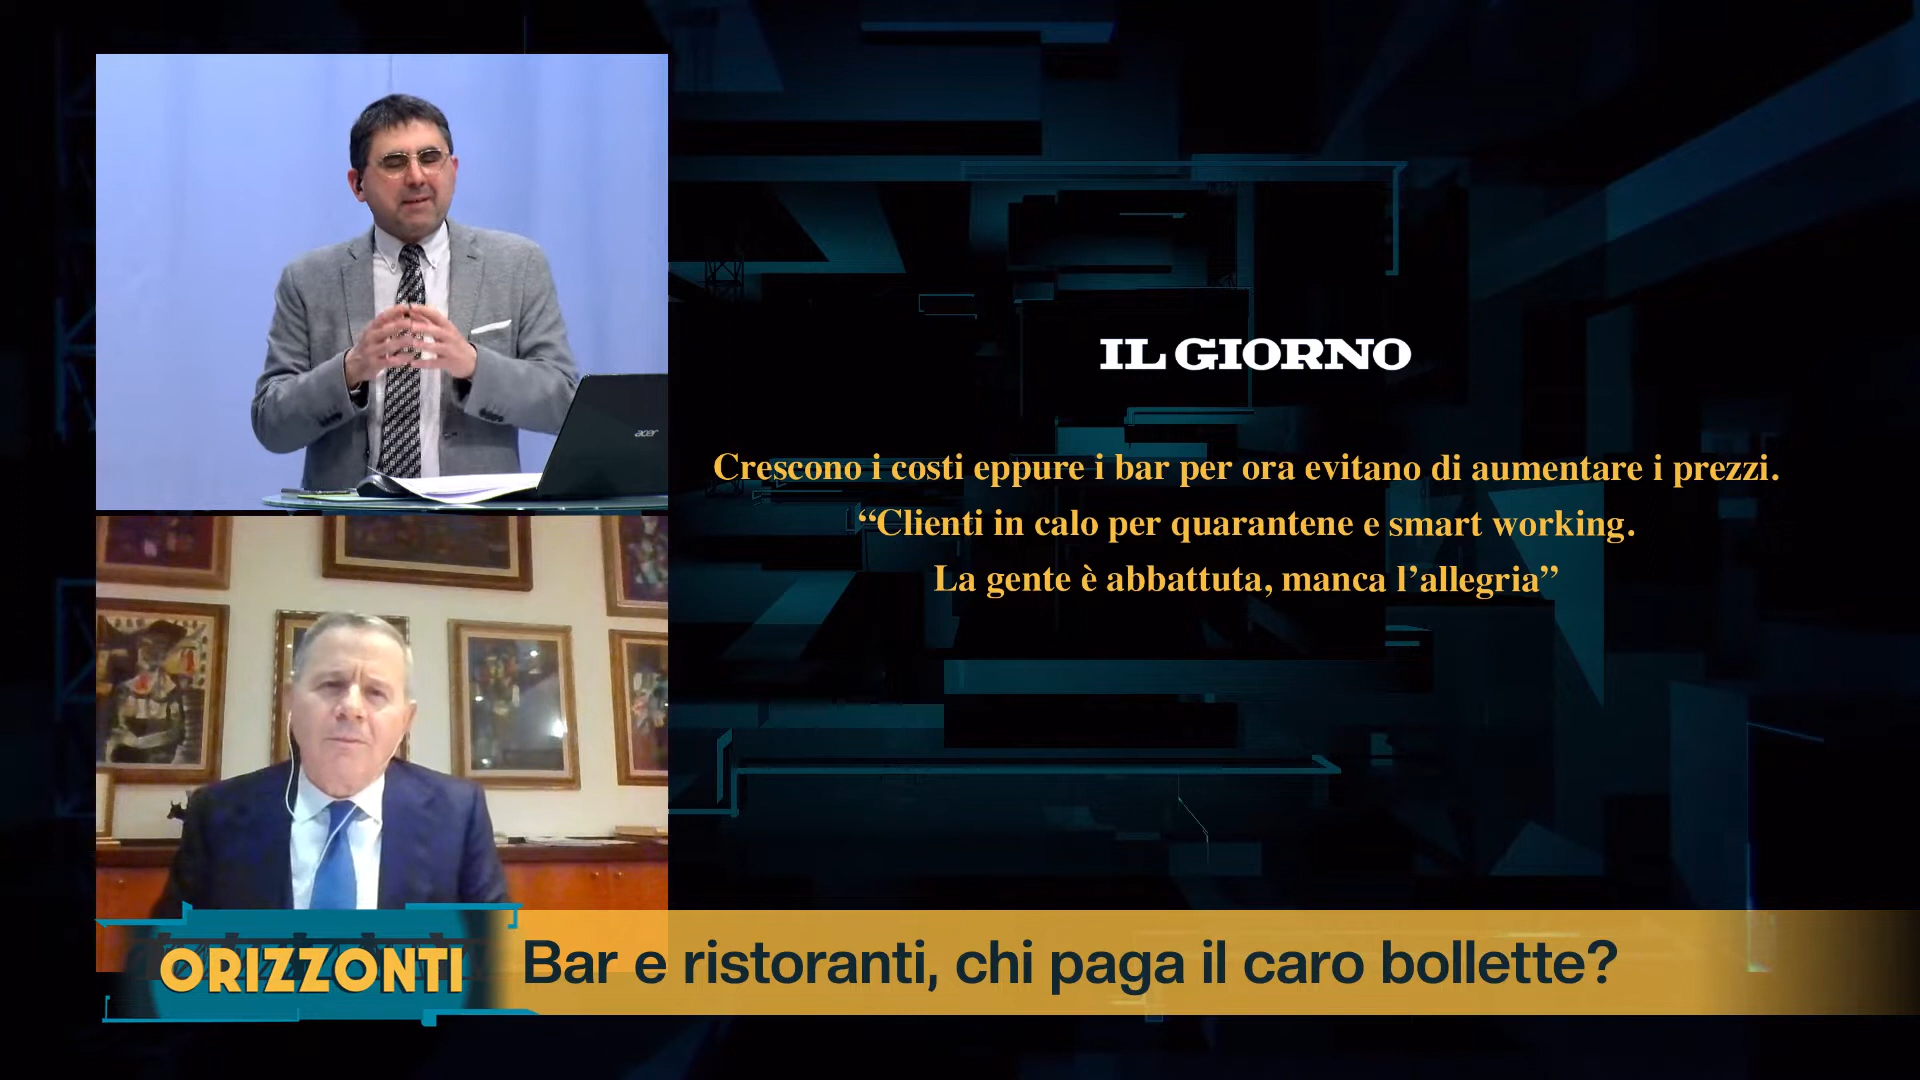 acer
IL GIORNO
Crescono i costi eppure i bar per ora evitano di aumentare i prezzi.
“Clienti in calo per quarantene e smart working.
La gente è abbattuta, manca l’allegria”
ORIZZONTI
Bar e ristoranti, chi paga il caro bollette?